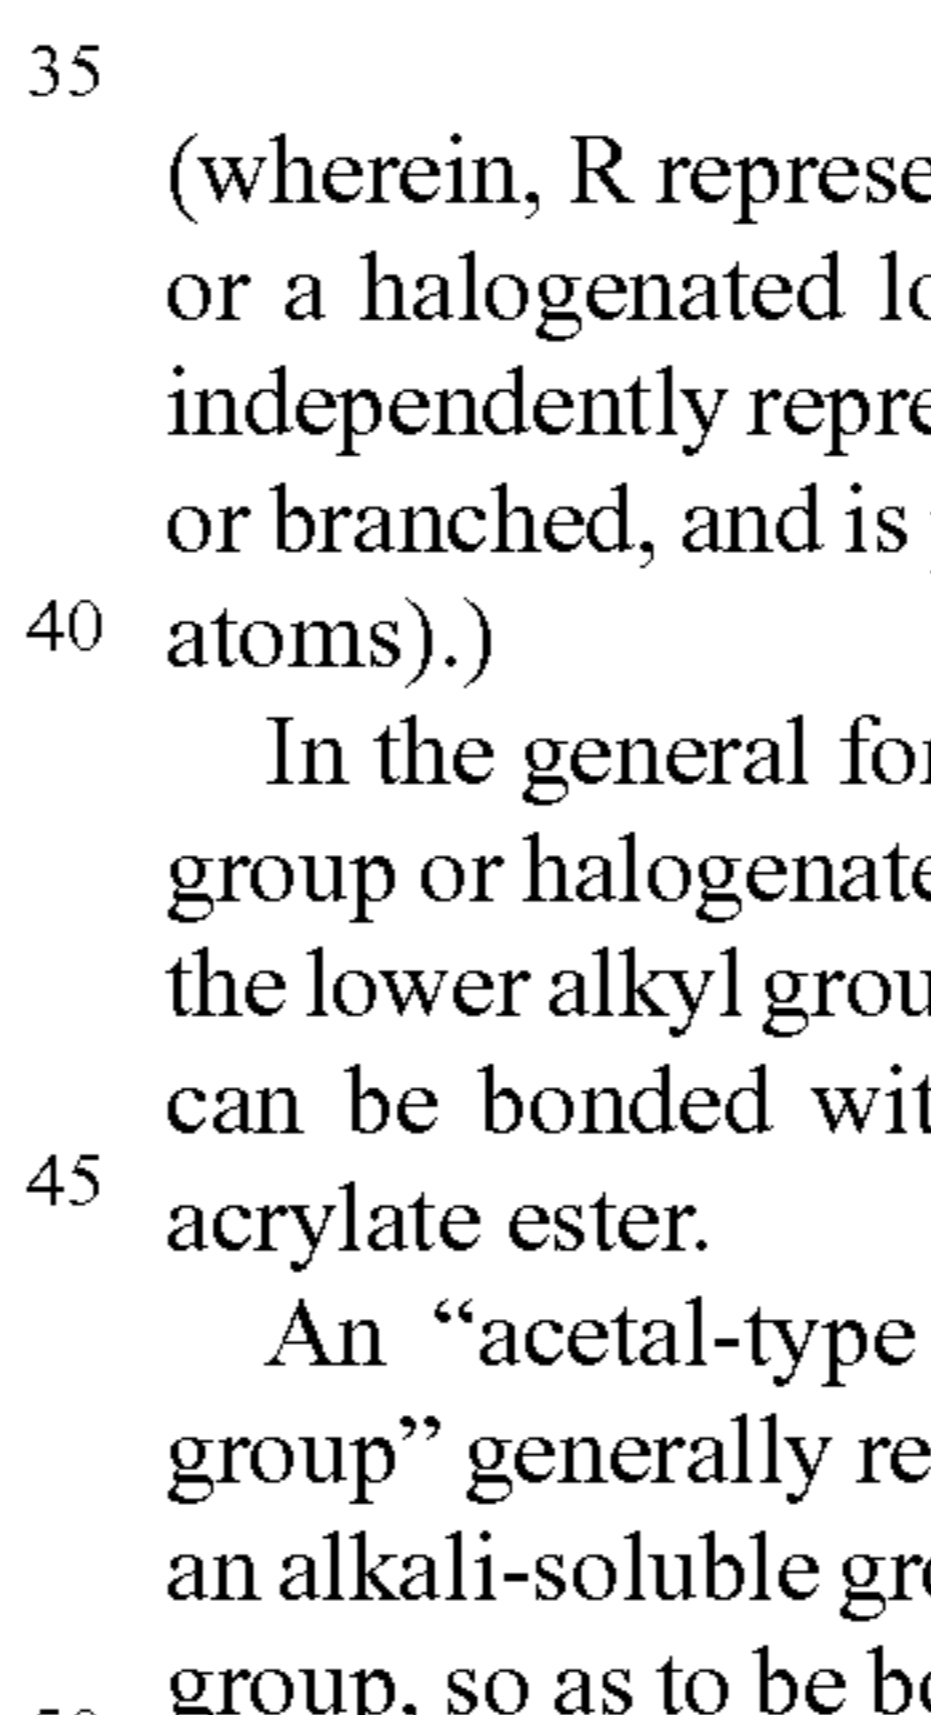 35
(wherein, R represe
or a halogenated lo
independently repre
or branched, and is
40 atoms).)
In the general for
group or halogenate
the lower alkyl grou
can be bonded wit
45
acrylate ester.
An “acetal-type
group” generally re
an alkali-soluble gro
group, so as to be bo